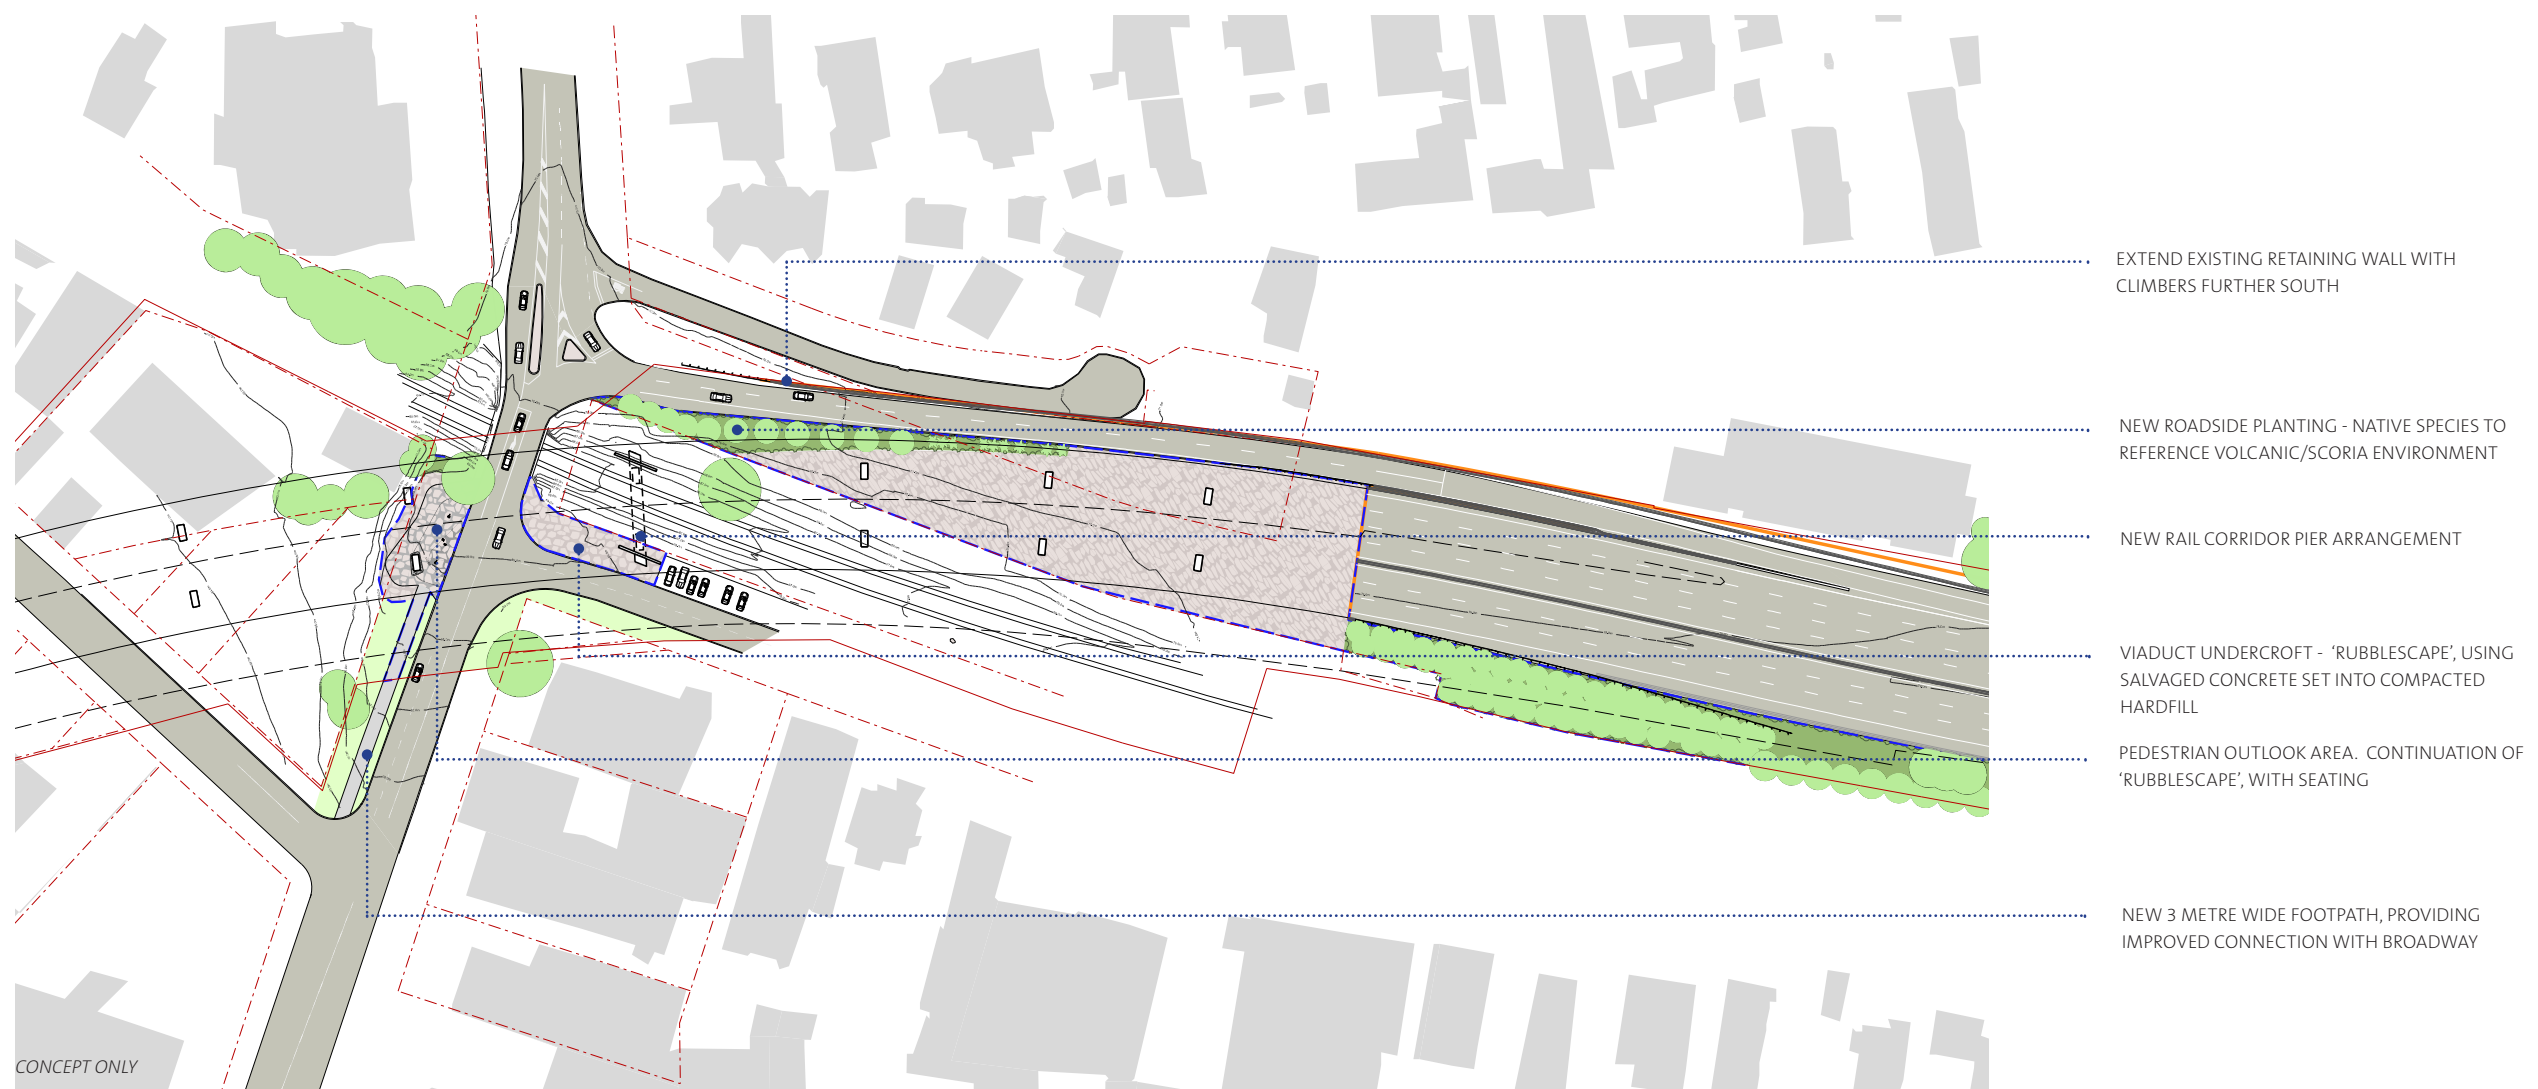 EXTEND EXISTING RETAINING WALL WITH
CLIMBERS FURTHER SOUTH
NEW ROADSIDE PLANTING - NATIVE SPECIES TO
REFERENCE VOLCANIC/SCORIA ENVIRONMENT
NEW RAIL CORRIDOR PIER ARRANGEMENT
VIADUCT UNDERCROFT - ‘RUBBLESCAPE’, USING
SALVAGED CONCRETE SET INTO COMPACTED
HARDFILL
PEDESTRIAN OUTLOOK AREA. CONTINUATION OF
‘RUBBLESCAPE’, WITH SEATING
NEW 3 METRE WIDE FOOTPATH, PROVIDING
IMPROVED CONNECTION WITH BROADWAY
CONCEPT ONLY